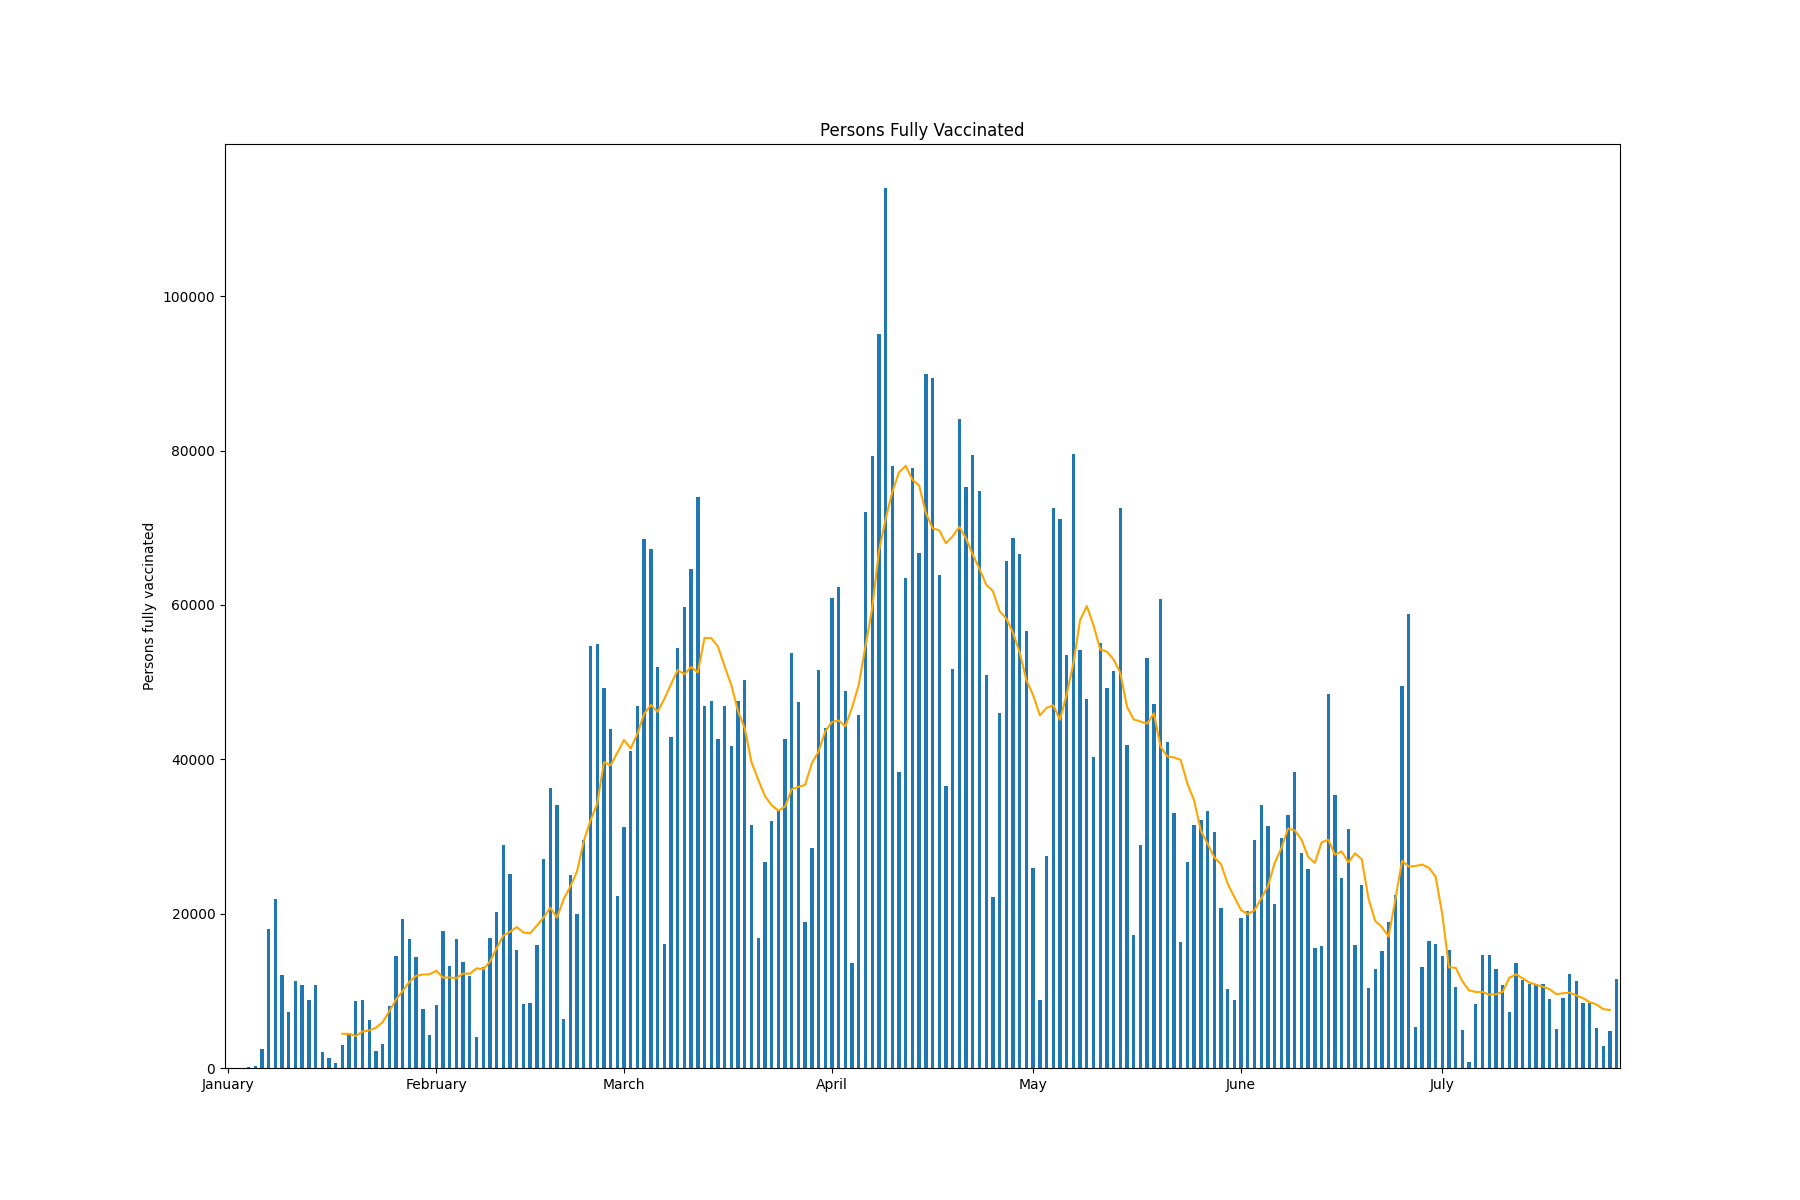 Persons Fully Vaccinated
Persons fully vaccinated
100000
80000
60000
40000
20000
0
January February March April May June July